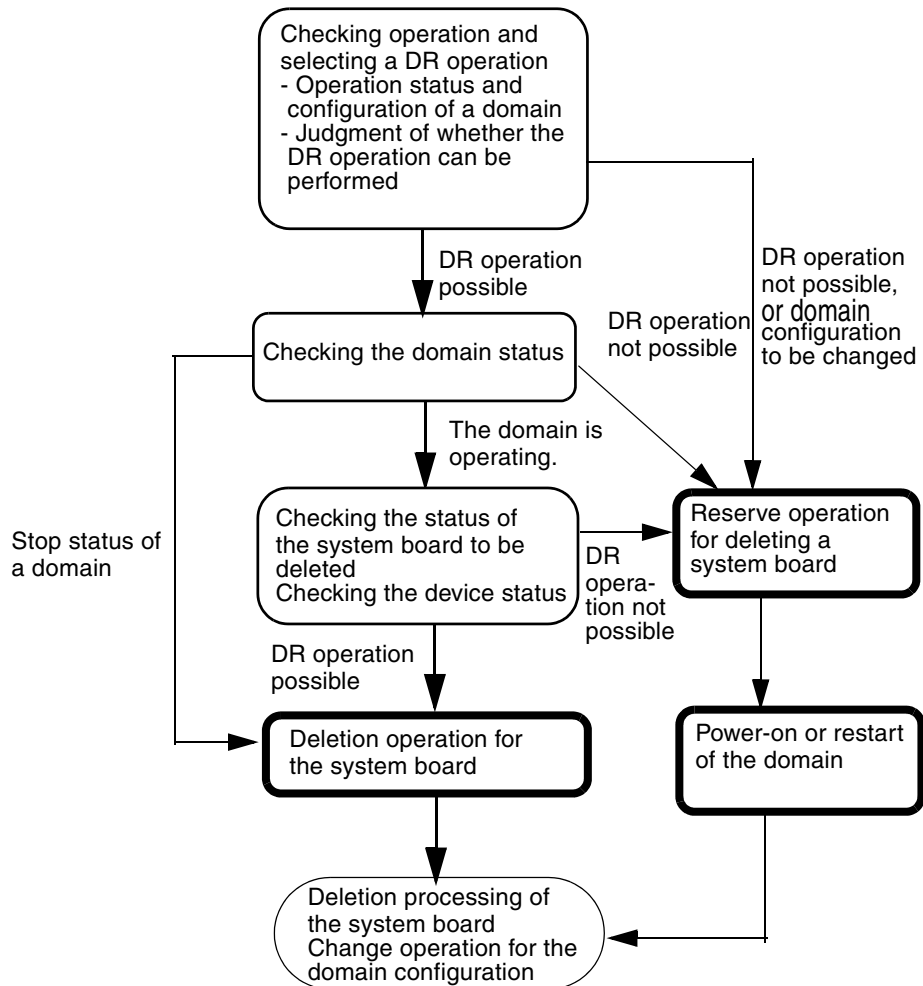 Checking operation and
selecting a DR operation
- Operation status and
configuration of a domain
- Judgment of whether the
DR operation can be
performed
DR operation
possible
DR operation
not possible,
or domain
configuration
to be changed
DR operation
not possible
Checking the domain status
The domain is
operating.
Stop status of
a domain
Checking the status of
the system board to be
deleted
Checking the device status
DR
opera-
tion not
possible
Reserve operation
for deleting a
system board
DR operation
possible
Deletion operation for
the system board
Power-on or restart
of the domain
Deletion processing of
the system board
Change operation for the
domain configuration